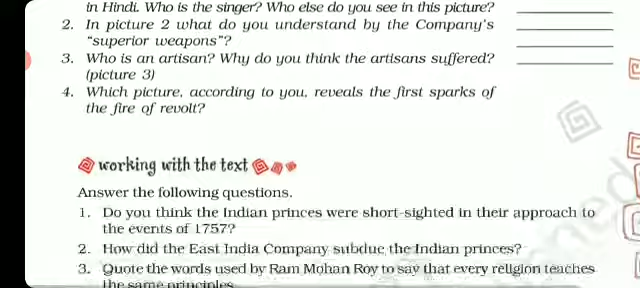 in Hindi. Who is the singer? Who else do you see in this picture?
2. In picture 2 what do you understand by the Company's
"superior weapons"?
3. Who is an artisan? Why do you think the artisans suffered?
(picture 3)
4. Which picture, according to you, reveals the first sparks of
the fire of revolt?
working with the text
Answer the following questions.
1. Do you think the Indian princes were short-sighted in their approach to
the events of 1757?
2. How did the East India Company subdue the Indian princes?
3. Quote the words used by Ram Mohan Roy to say that every religion teaches
the same principles